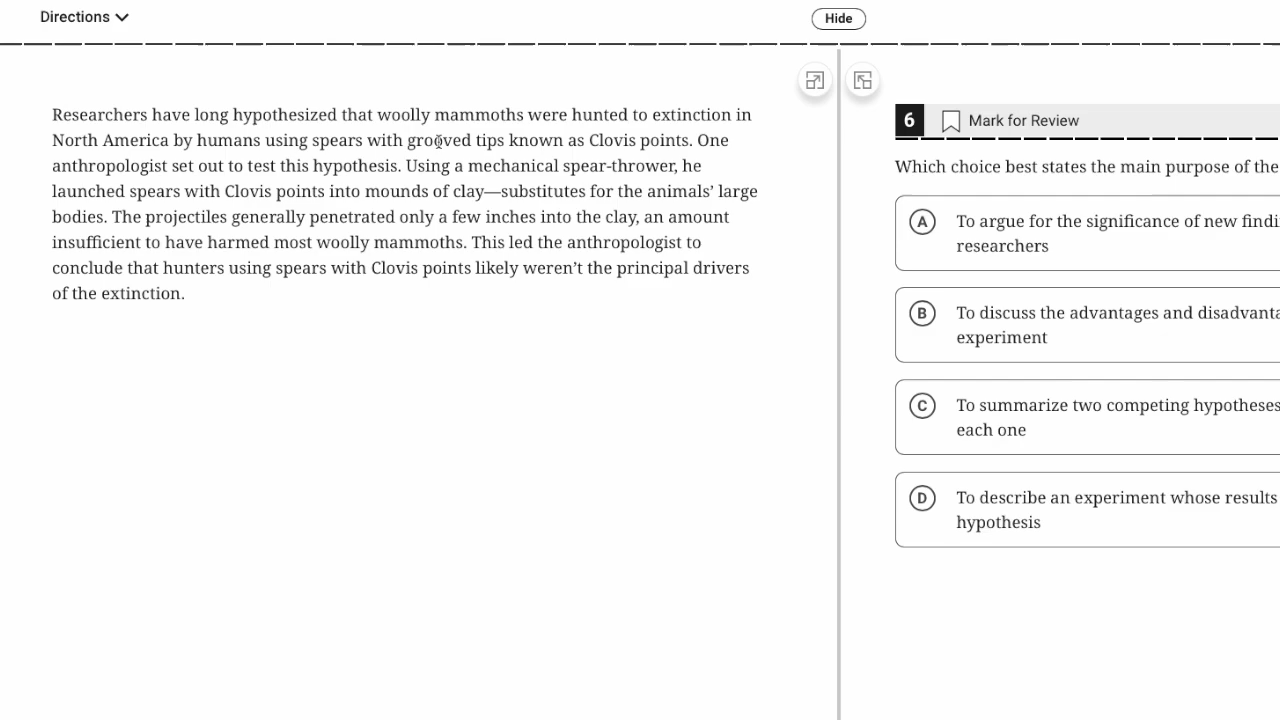 Directions
Hide
Researchers have long hypothesized that woolly mammoths were hunted to extinction in
North America by humans using spears with grooved tips known as Clovis points. One
anthropologist set out to test this hypothesis. Using a mechanical spear-thrower, he
launched spears with Clovis points into mounds of clay—substitutes for the animals’ large
bodies. The projectiles generally penetrated only a few inches into the clay, an amount
insufficient to have harmed most woolly mammoths. This led the anthropologist to
conclude that hunters using spears with Clovis points likely weren’t the principal drivers
of the extinction.
6 Mark for Review
Which choice best states the main purpose of the
A To argue for the significance of new
researchers
B To discuss the advantages and
experiment
C To summarize two competing hypotheses
each one
D To describe an experiment whose results
hypothesis